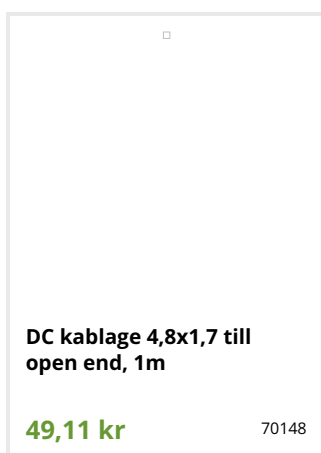 DC kablage 4,8x1,7 till
open end, 1m
49,11 kr
70148